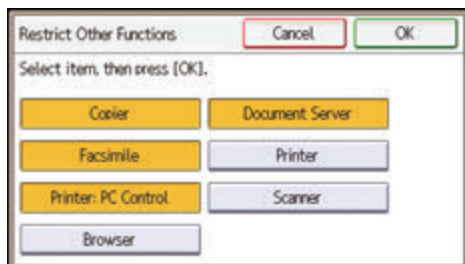 Restrict Other Functions Cancel OK
Select item, then press [OK].
Copier Document Server
Facsimile Printer
Printer: PC Control Scanner
Browser